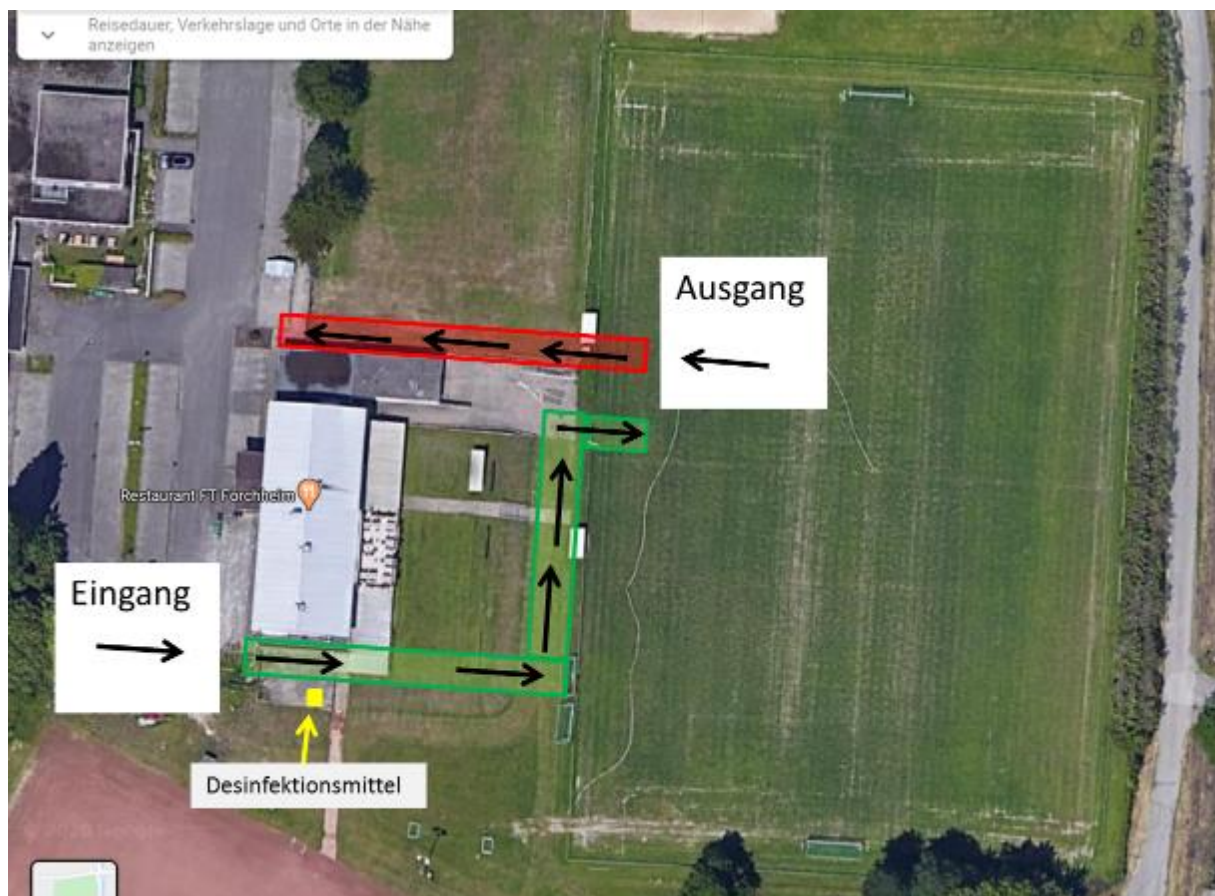 Reisedauer, Verkehrslage und Orte in der Nähe
anzeigen
Ausgang
Restaurant FT Forchheim
Eingang
Desinfektionsmittel